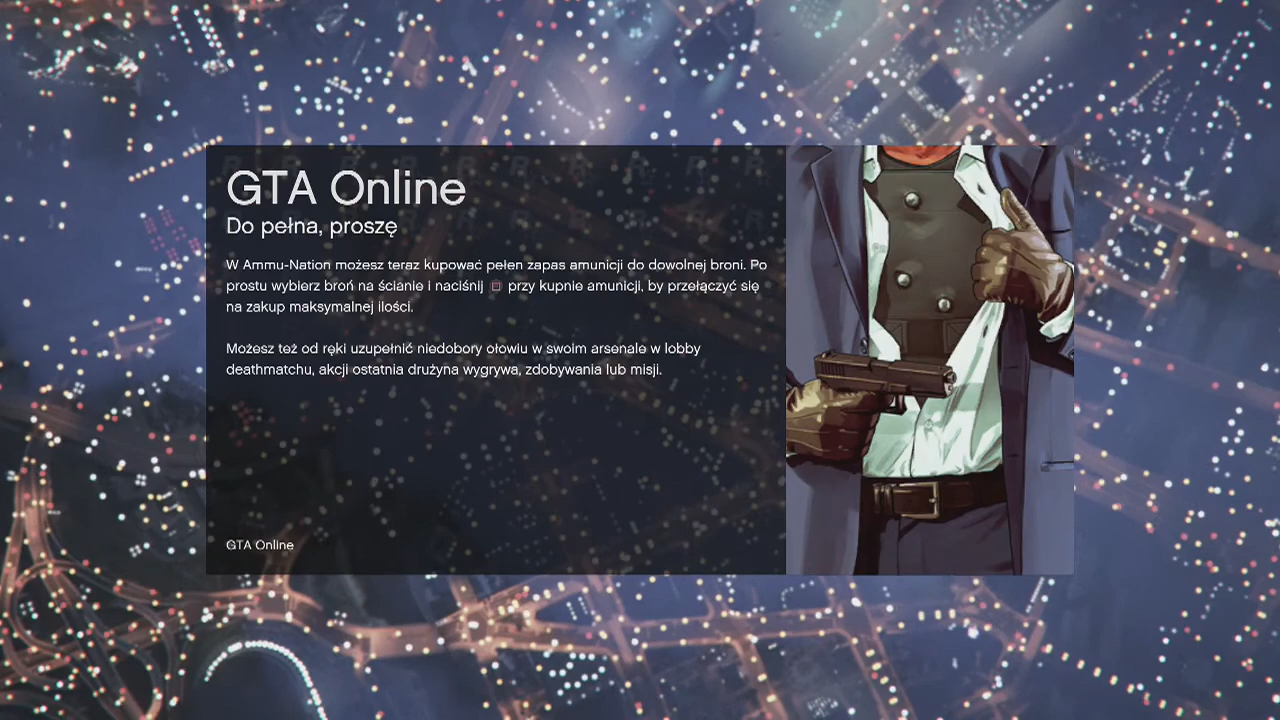 GTA Online
Do pełna, proszę
W Ammu-Nation możesz teraz kupować pełen zapas amunicji do dowolnej broni. Po
prostu wybierz broń na ścianie i naciśnij przy kupnie amunicji, by przełączyć się
na zakup maksymalnej ilości.
Możesz też od ręki uzupełnić niedobory ołowiu w swoim arsenale w lobby
deathmatchu, akcji ostatnia drużyna wygrywa, zdobywania lub misji.
GTA Online